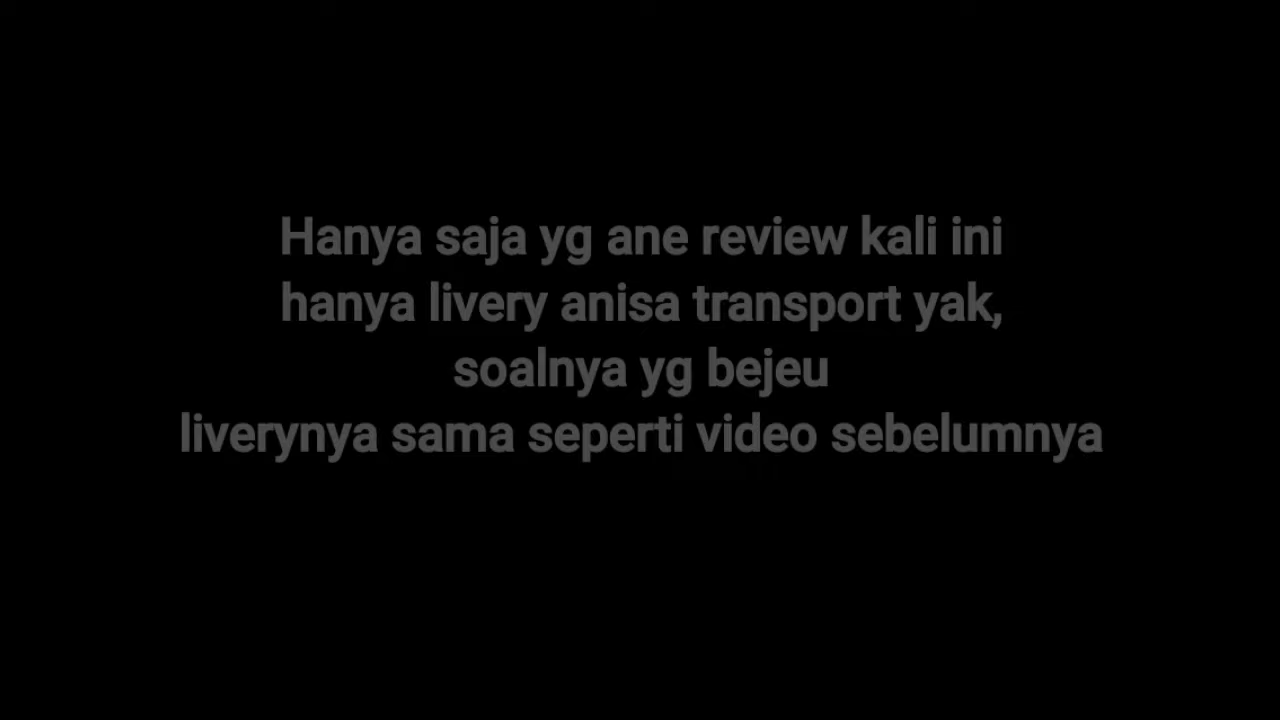 Hanya saja yg ane review kali ini
hanya livery anisa transport yak,
soalnya yg bejeu
liverynya sama seperti video sebelumnya